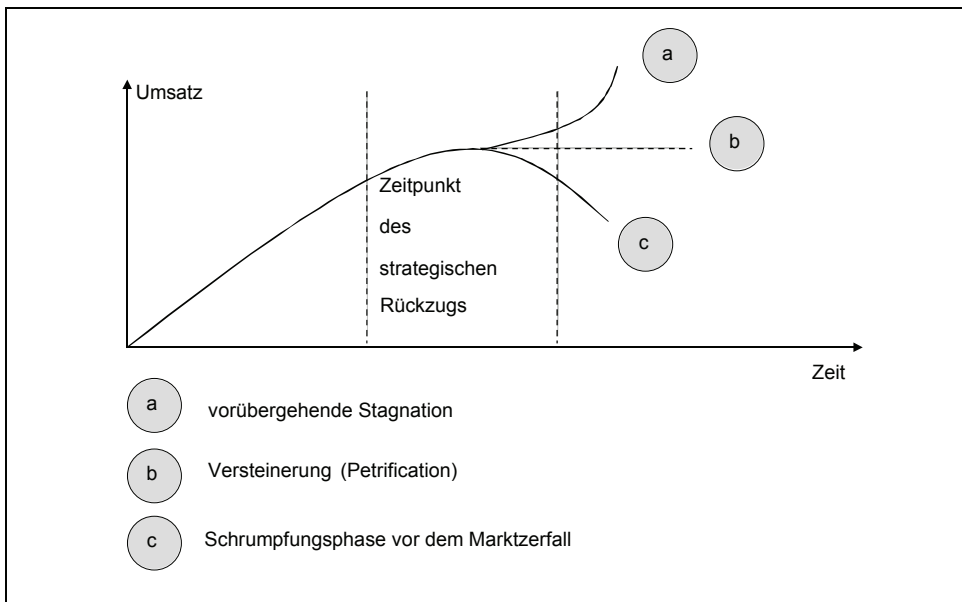 a
Umsatz
b
Zeitpunkt
des
strategischen
Rückzugs
c
Zeit
a vorübergehende Stagnation
b Versteinerung (Petrification)
c Schrumpfungsphase vor dem Marktzerfall